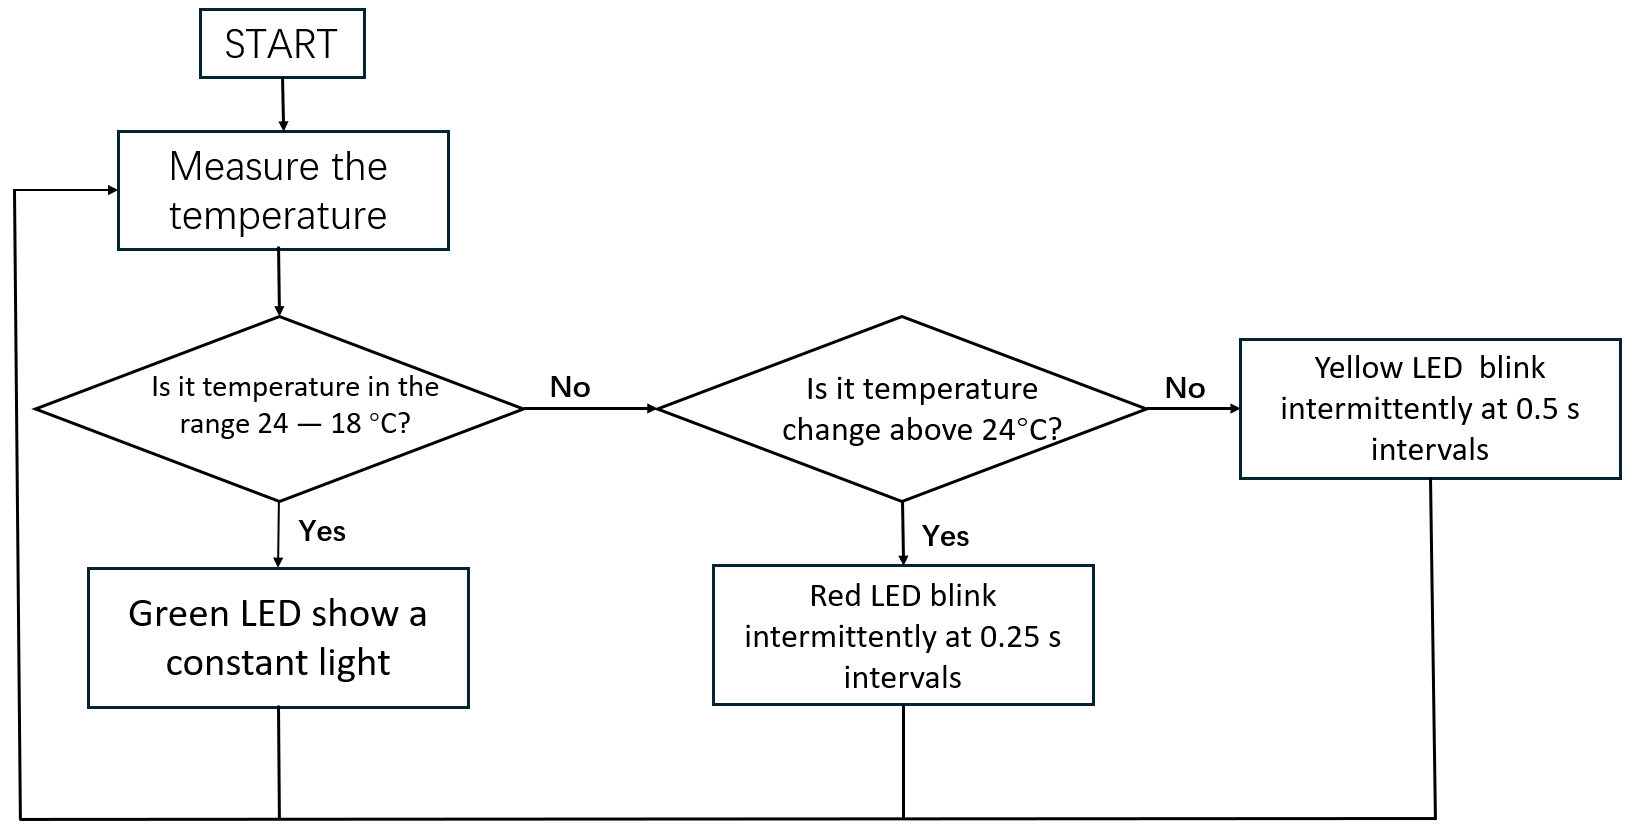 START
Measure the
temperature
Is it temperature in the
range 24 — 18 °C?
No
Is it temperature
change above 24°C?
No
Yellow LED  blink
intermittently at 0.5 s
intervals
Yes
Green LED show a
constant light
Yes
Red LED blink
intermittently at 0.25 s
intervals